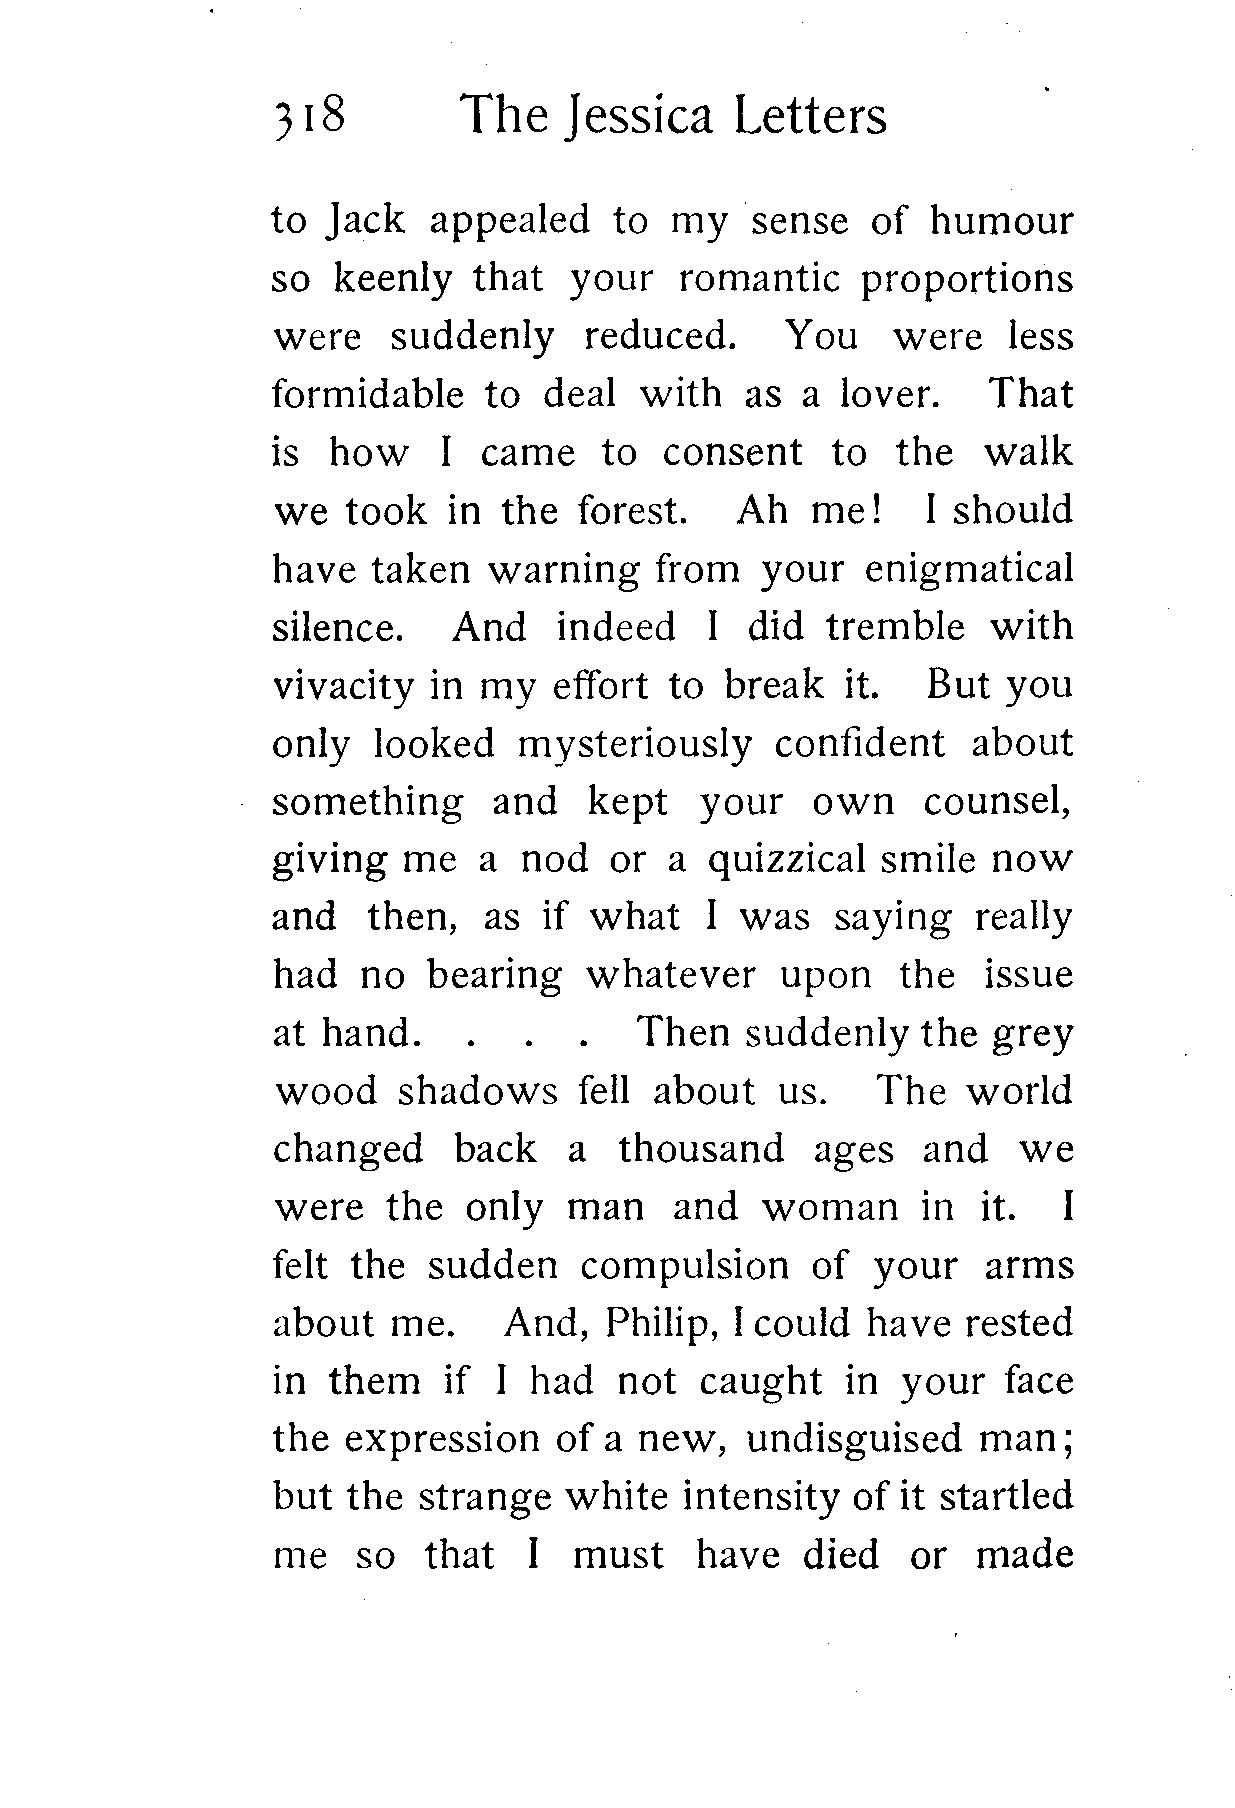 318 The Jessica Letters
to Jack appealed to my sense of humour
so keenly that your romantic proportions
were suddenly reduced. You were less
formidable to deal with as a lover. That
is how I came to consent to the walk
we took in the forest. Ah me! I should
have taken warning from your enigmatical
silence. And indeed I did tremble with
vivacity in my effort to break it. But you
only looked mysteriously confident about
something and kept your own counsel,
giving me a nod or a quizzical smile now
and then, as if what I was saying really
had no bearing whatever upon the issue
at hand. . . . Then suddenly the grey
wood shadows fell about us. The world
changed back a thousand ages and we
were the only man and woman in it. I
felt the sudden compulsion of your arms
about me. And, Philip, I could have rested
in them if I had not caught in your face
the expression of a new, undisguised man;
but the strange white intensity of it startled
me so that I must have died or made